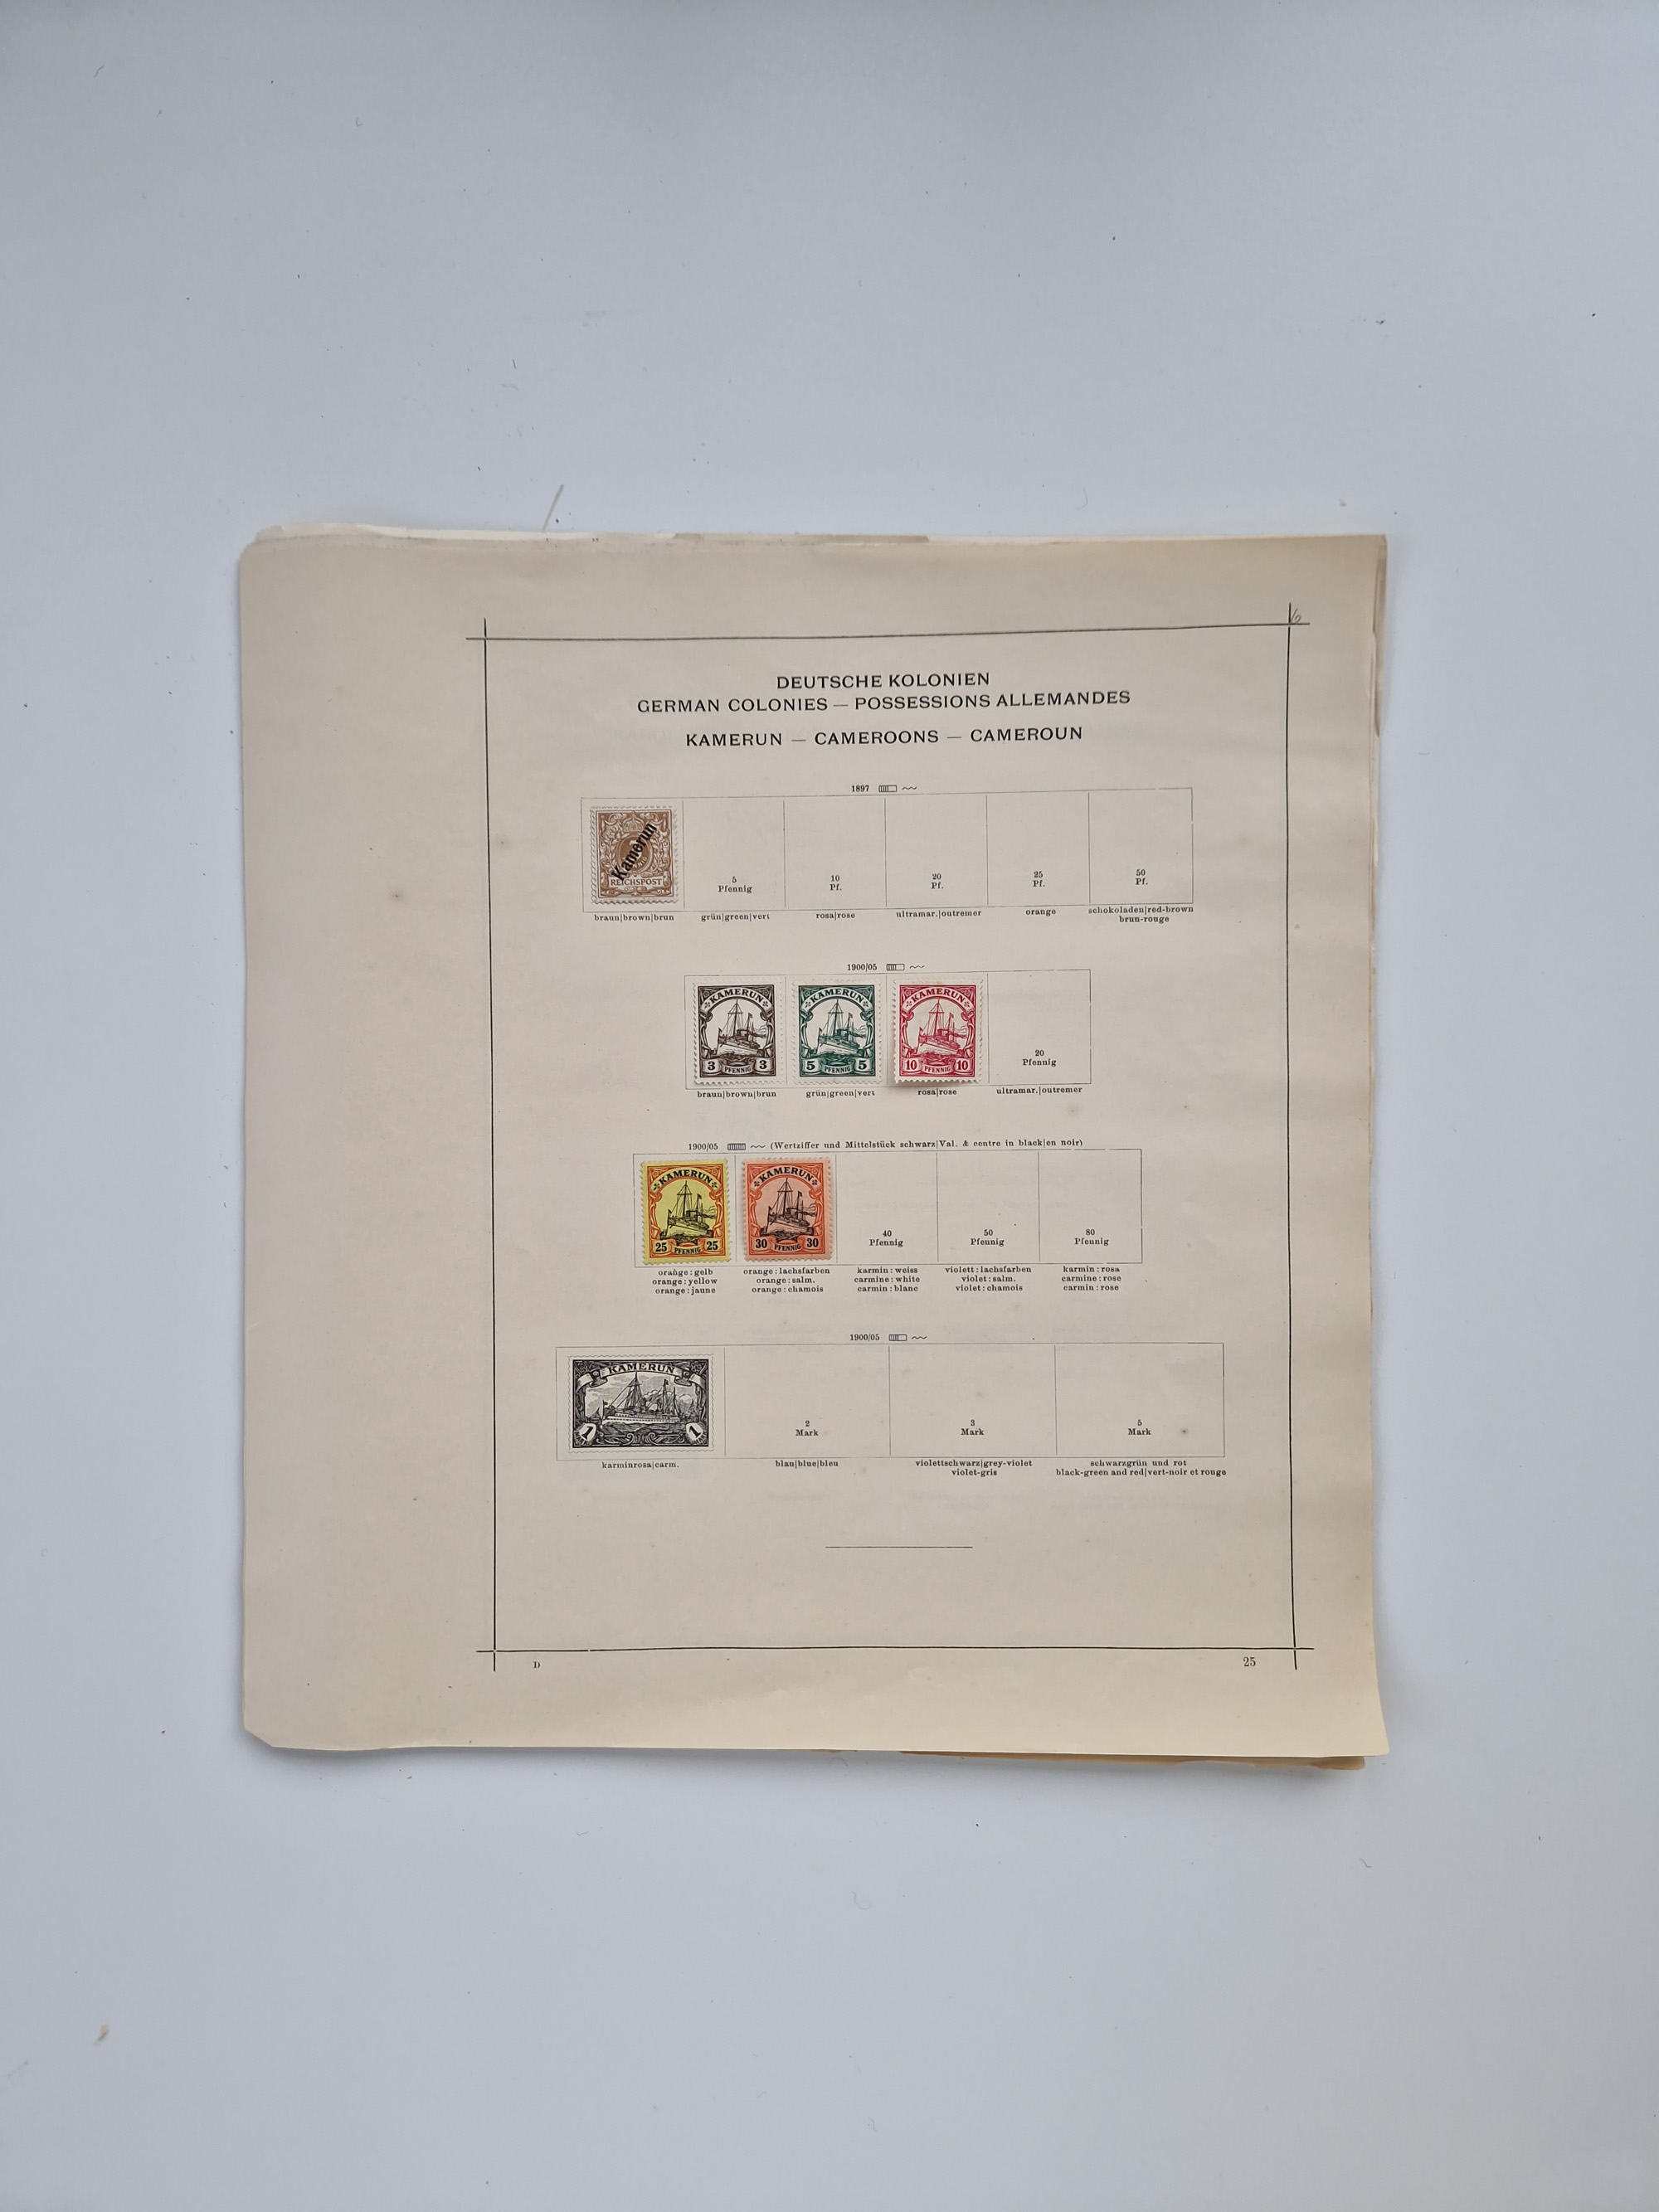 6
DEUTSCHE KOLONIEN
GERMAN COLONIES — POSSESSIONS ALLEMANDES
KAMERUN — CAMEROONS — CAMEROUN
1897
Kamerun
REICHSPOST
5 Pfennig
10 Pf.
20 Pf.
25 Pf.
50 Pf.
braun|brown|brun
grün|green|vert
rosa|rose
ultramar.|outremer
orange
schokoladen|red-brown
brun-rouge
1900/05
KAMERUN
3 PFENNIG 3
KAMERUN
5 PFENNIG 5
KAMERUN
10 PFENNIG 10
20
Pfennig
braun|brown|brun
grün|green|vert
rosa|rose
ultramar.|outremer
1900/05 (Wertziffer und Mittelstück schwarz|Val. & centre in black|en noir)
KAMERUN
25 PFENNIG 25
KAMERUN
30 PFENNIG 30
40
Pfennig
50
Pfennig
80
Pfennig
orange : gelb
orange : yellow
orange : jaune
orange : lachsfarben
orange : salm.
orange : chamois
karmin : weiss
carmine : white
carmin : blanc
violett : lachsfarben
violet : salm.
violet : chamois
karmin : rosa
carmine : rose
carmin : rose
1900/05
KAMERUN
1 1
2
Mark
3
Mark
5
Mark
karminrosa|carm.
blau|blue|bleu
violettschwarz|grey-violet
violet-gris
schwarzgrün und rot
black-green and red|vert-noir et rouge
D
25